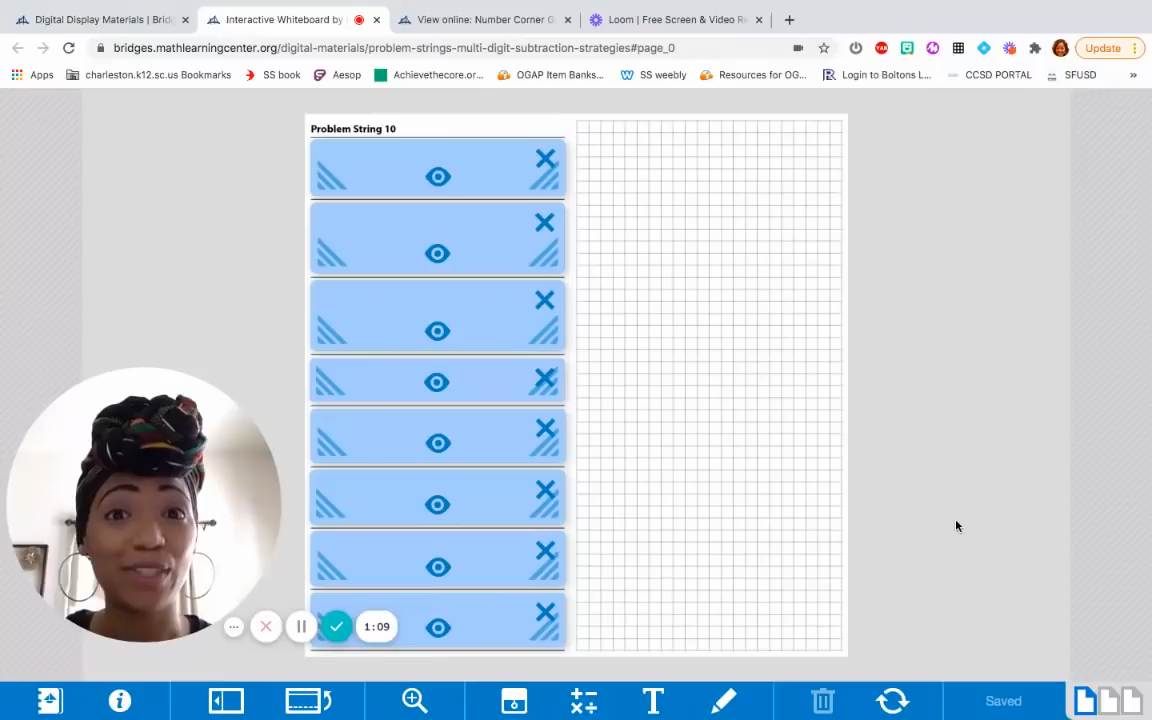 Digital Display Materials | Brid
Interactive Whiteboard by
View online: Number Corner G
Loom | Free Screen & Video Re
bridges.mathlearningcenter.org/digital-materials/problem-strings-multi-digit-subtraction-strategies#page_0
Update
Apps
charleston.k12.sc.us Bookmarks
SS book
Aesop
Achievethecore.or...
OGAP Item Banks...
SS weekly
Resources for OG...
Login to Boltons L...
CCSD PORTAL
SFUSD
»
Problem String 10
1:09
Saved